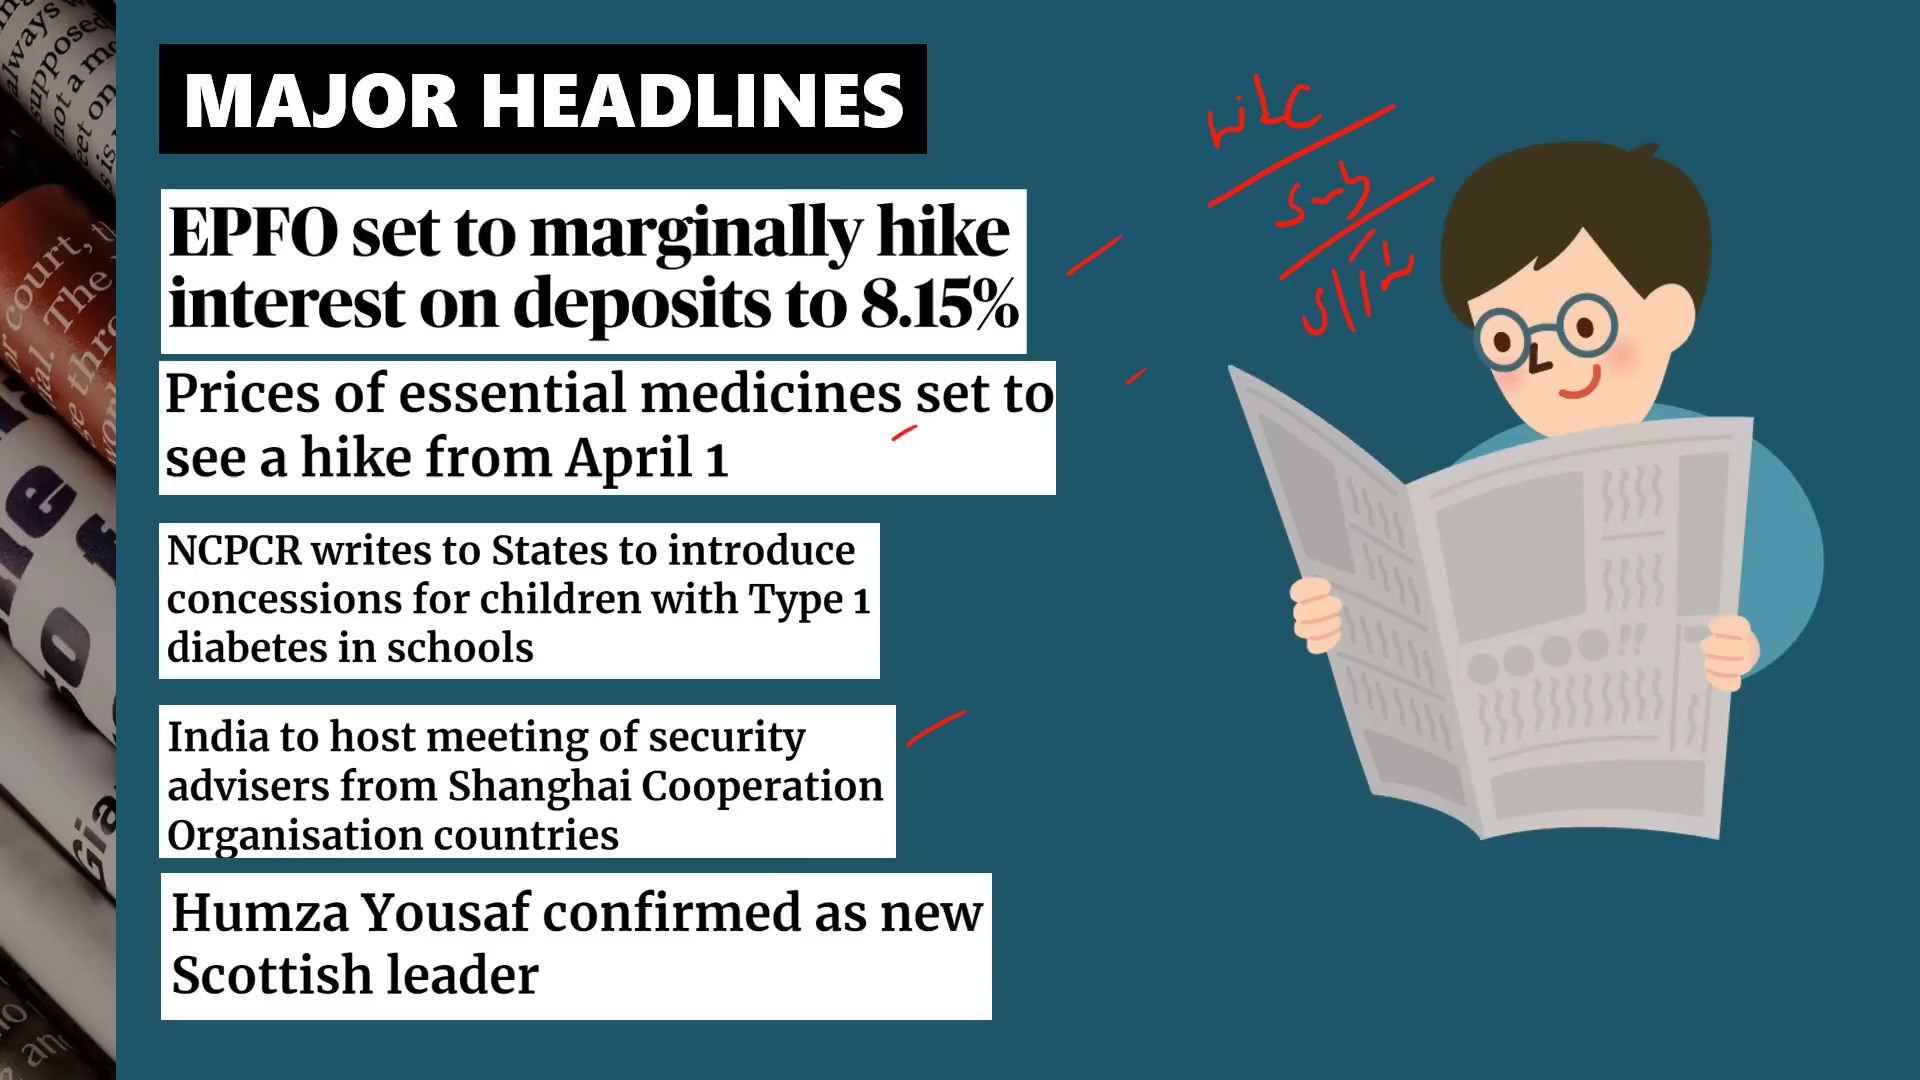 MAJOR HEADLINES
EPFO set to marginally hike
interest on deposits to 8.15%
Prices of essential medicines set to
see a hike from April 1
NCPCR writes to States to introduce
concessions for children with Type 1
diabetes in schools
India to host meeting of security
advisers from Shanghai Cooperation
Organisation countries
Humza Yousaf confirmed as new
Scottish leader